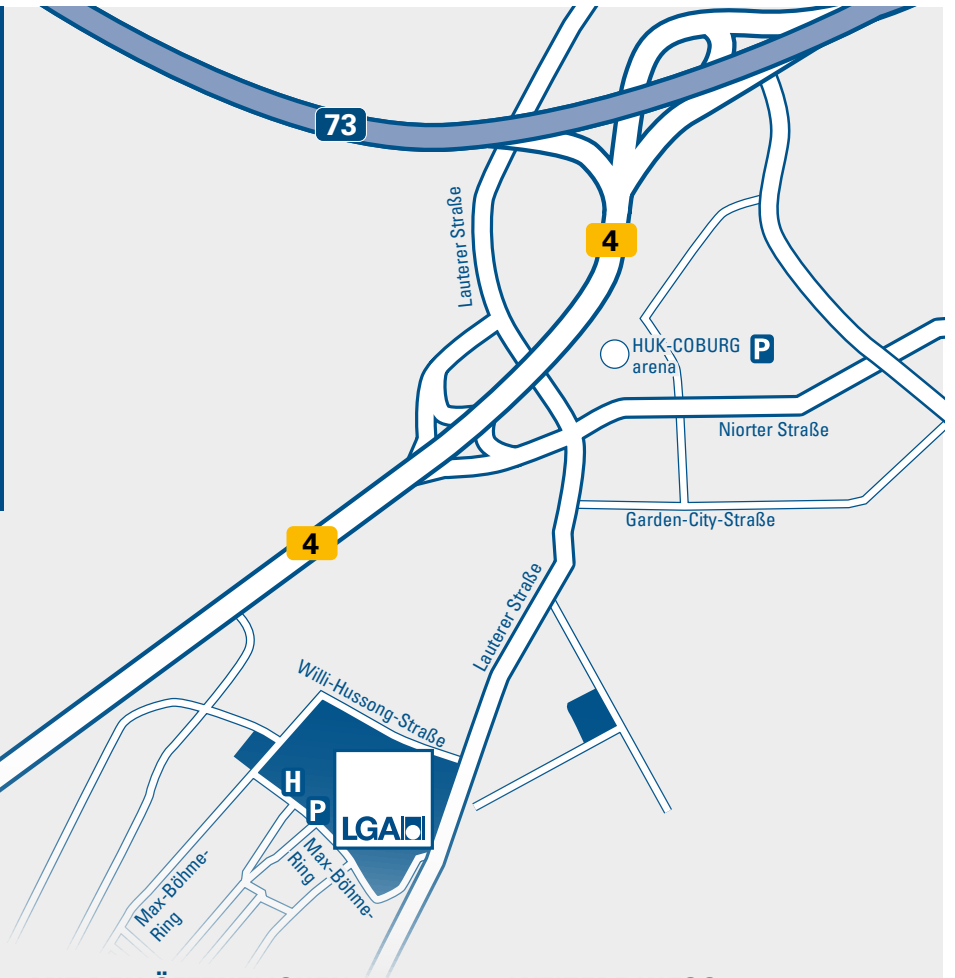 73
Lauterer Straße
4
HUK-COBURG
arena
P
Niorter Straße
Garden-City-Straße
4
Lauterer Straße
Willi-Hussong-Straße
H
P
LGA
Max-Böhme-
Ring
Max-Böhme-
Ring